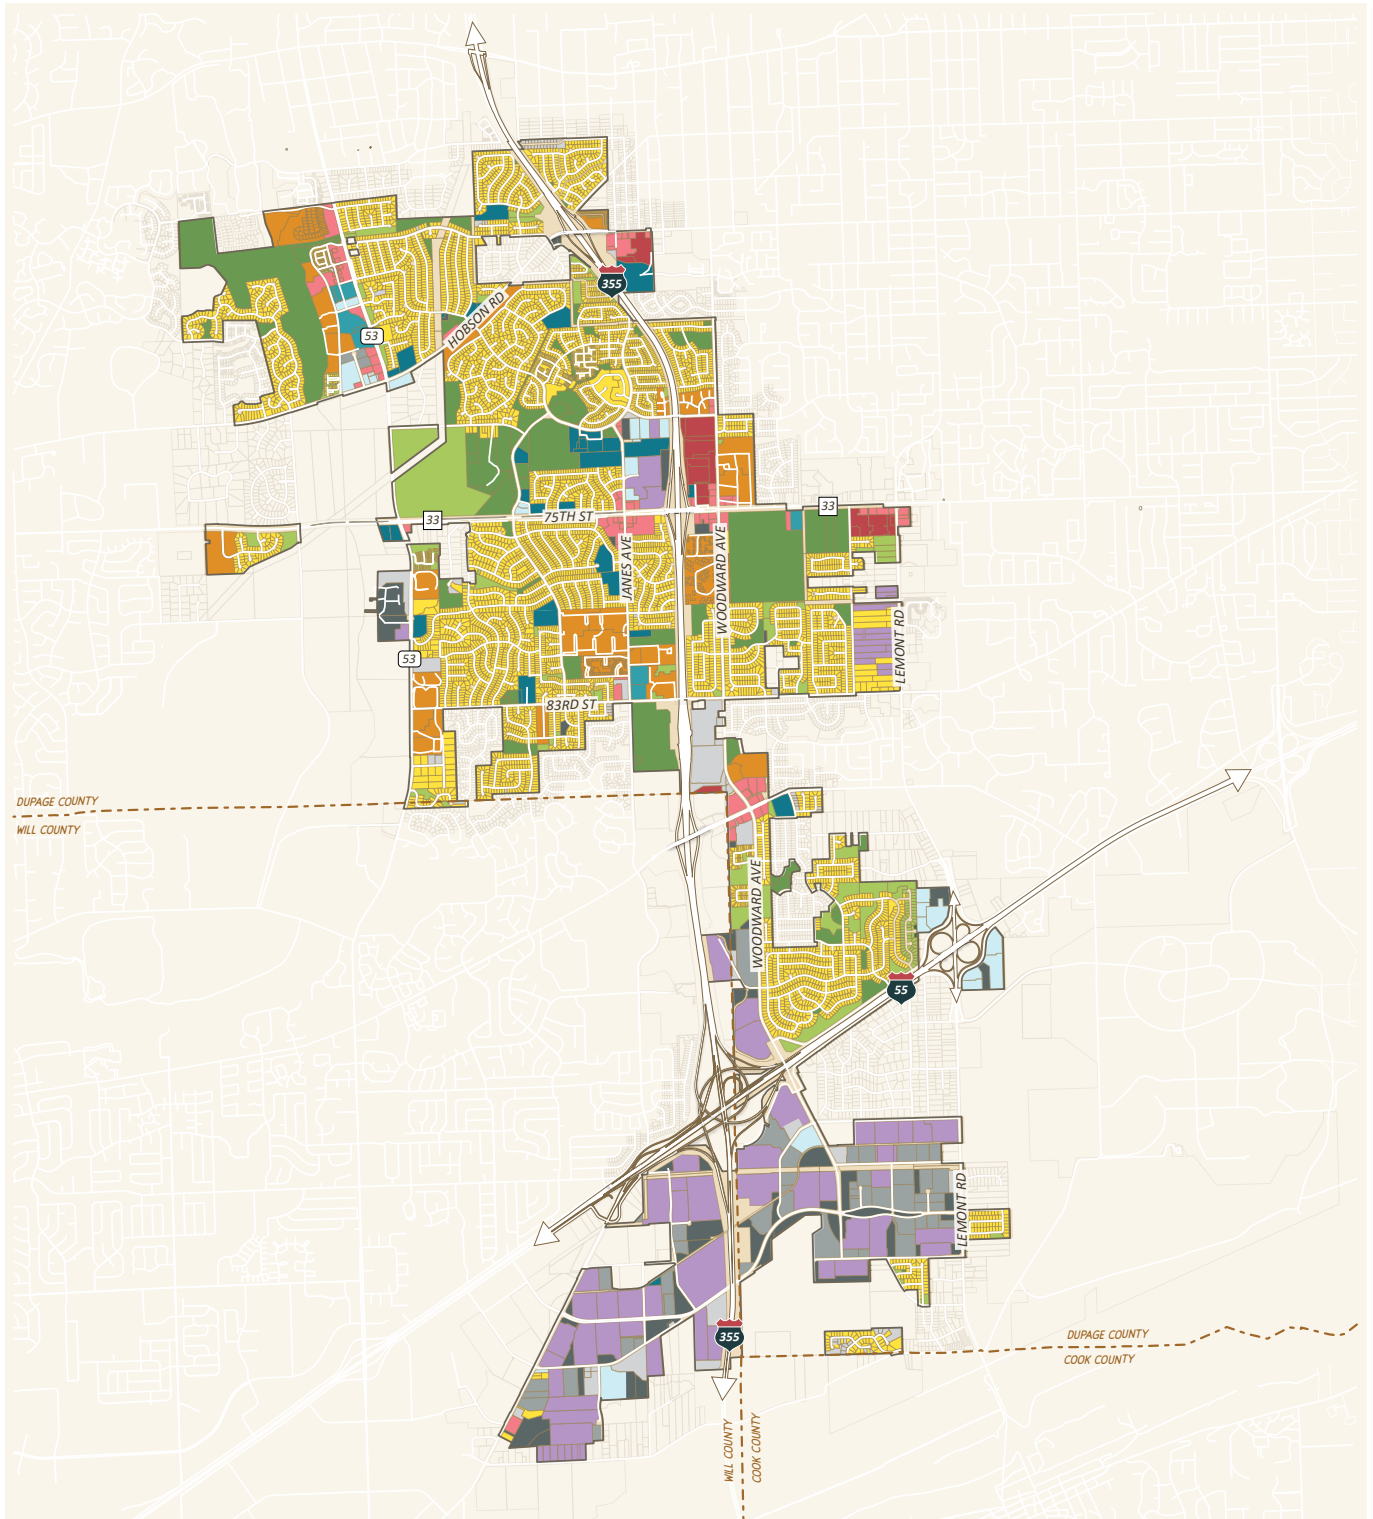 355
HOBSON RD
53
33
75TH ST
33
JANES AVE
WOODWARD AVE
LEMONT RD
53
83RD ST
DUPAGE COUNTY
WILL COUNTY
WOODWARD AVE
55
LEMONT RD
355
DUPAGE COUNTY
COOK COUNTY
WILL COUNTY
COOK COUNTY